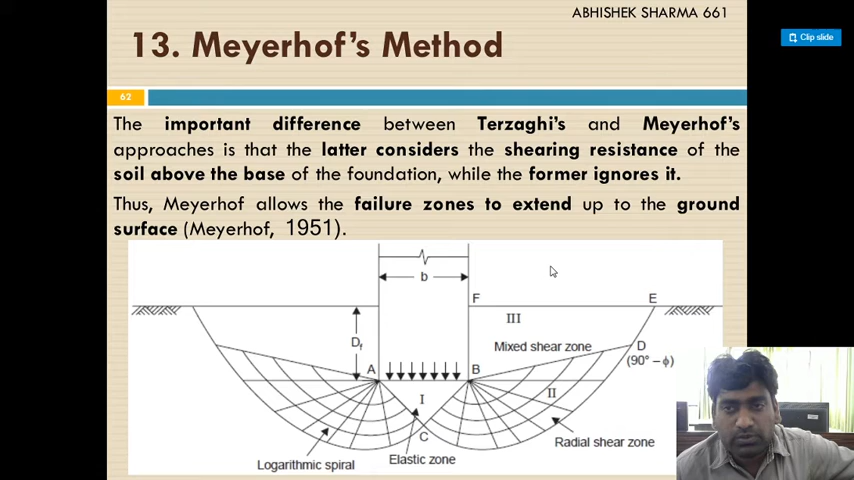 ABHISHEK SHARMA 661
Clip slide
13. Meyerhof's Method
62
The important difference between Terzaghi's and Meyerhof's
approaches is that the latter considers the shearing resistance of the
soil above the base of the foundation, while the former ignores it.
Thus, Meyerhof allows the failure zones to extend up to the ground
surface (Meyerhof, 1951).
b
F
E
III
Df
Mixed shear zone
D
(90° – ϕ)
A
B
I
II
C
Radial shear zone
Logarithmic spiral
Elastic zone